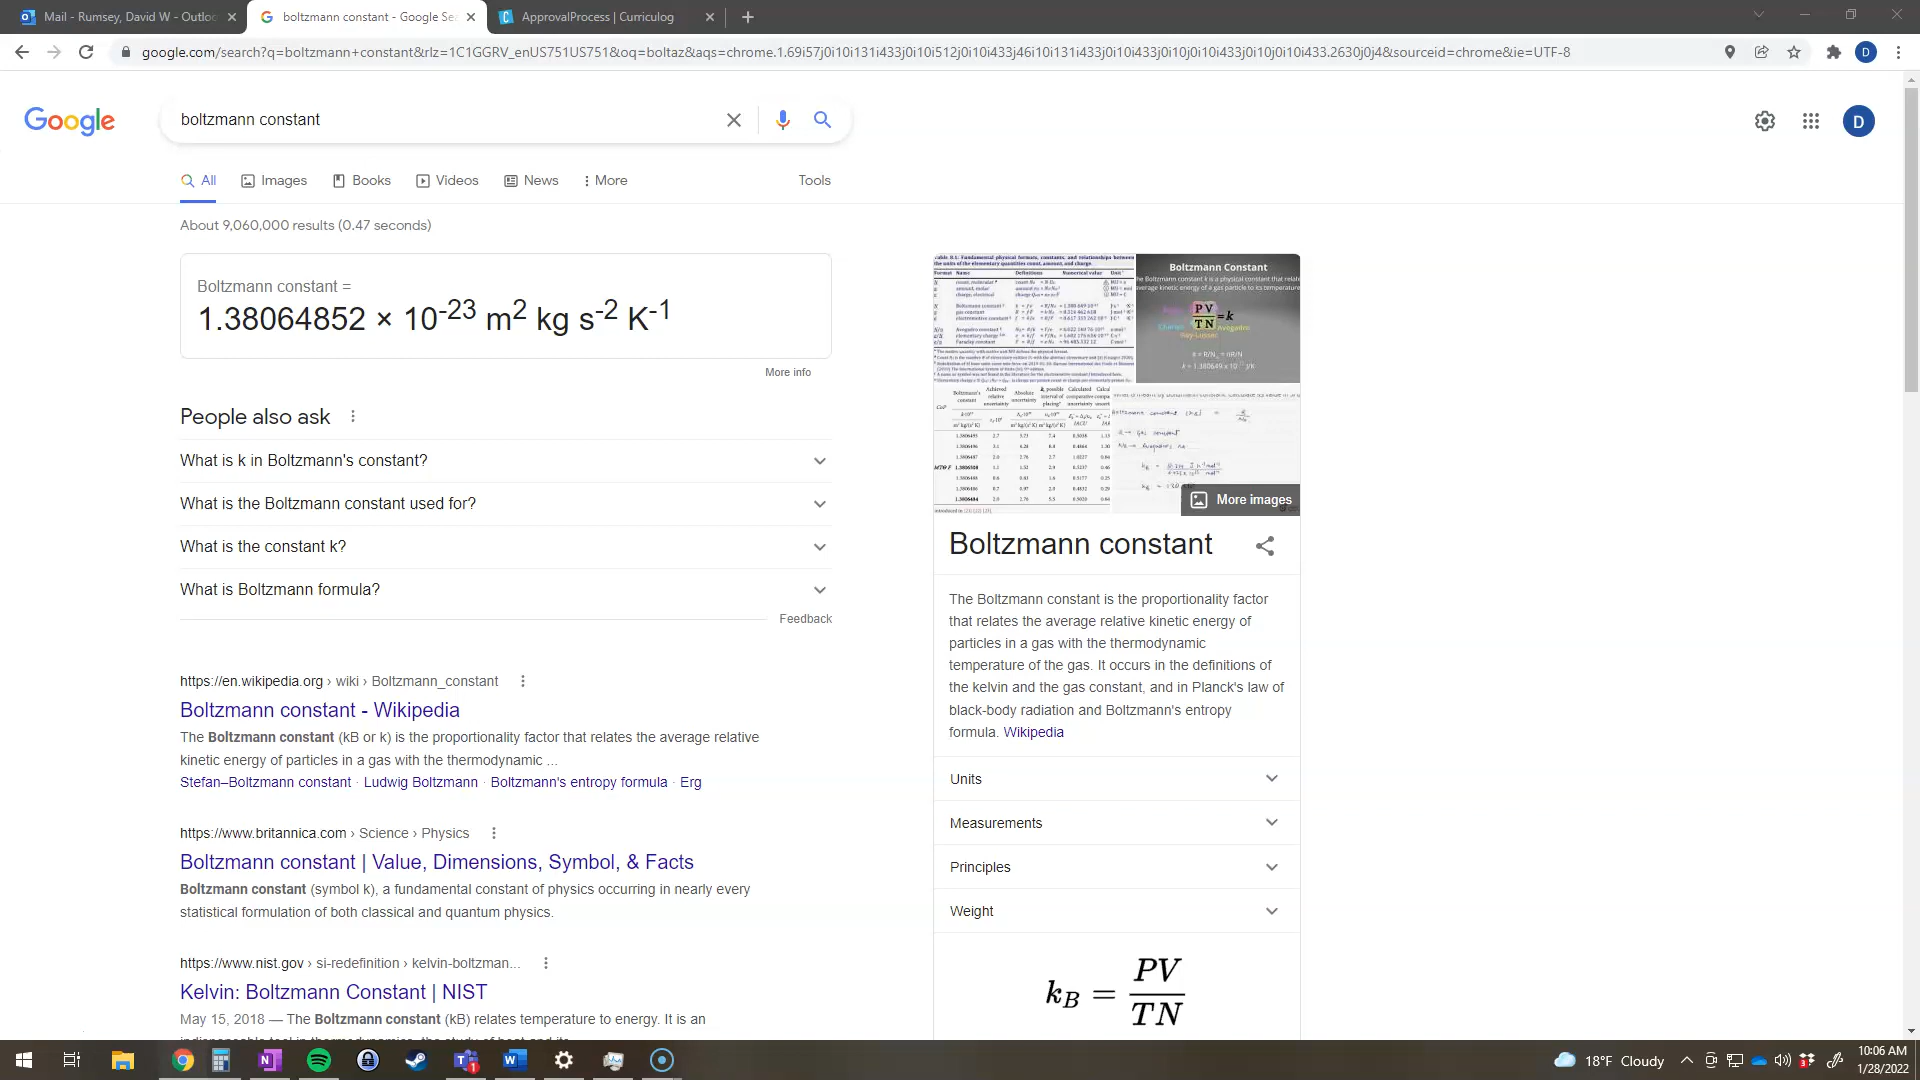 Mail - Rumsey, David W - Outloo
boltzmann constant - Google Sea
ApprovalProcess | Curriculog
google.com/search?q=boltzmann+constant&rlz=1C1GGRV_enUS751US751&oq=boltaz&aqs=chrome.1.69i57j0i10i131i433j0i10i512j0i10i433j46i10i131i433j0i10i433j0i10j0i10i433j0i10j0i10i433.2630j0j4&sourceid=chrome&ie=UTF-8
D
Google
boltzmann constant
D
All
Images
Books
Videos
News
More
Tools
About 9,060,000 results (0.47 seconds)
Boltzmann constant =
1.38064852 × 10-23 m2 kg s-2 K-1
More info
People also ask
What is k in Boltzmann's constant?
What is the Boltzmann constant used for?
What is the constant k?
What is Boltzmann formula?
Feedback
https://en.wikipedia.org › wiki › Boltzmann_constant
Boltzmann constant - Wikipedia
The Boltzmann constant (kB or k) is the proportionality factor that relates the average relative
kinetic energy of particles in a gas with the thermodynamic ...
Stefan–Boltzmann constant · Ludwig Boltzmann · Boltzmann's entropy formula · Erg
https://www.britannica.com › Science › Physics
Boltzmann constant | Value, Dimensions, Symbol, & Facts
Boltzmann constant (symbol k), a fundamental constant of physics occurring in nearly every
statistical formulation of both classical and quantum physics.
https://www.nist.gov › si-redefinition › kelvin-boltzman...
Kelvin: Boltzmann Constant | NIST
May 15, 2018 — The Boltzmann constant (kB) relates temperature to energy. It is an
Boltzmann Constant
PV
TN
=k
More images
Boltzmann constant
The Boltzmann constant is the proportionality factor
that relates the average relative kinetic energy of
particles in a gas with the thermodynamic
temperature of the gas. It occurs in the definitions of
the kelvin and the gas constant, and in Planck's law of
black-body radiation and Boltzmann's entropy
formula. Wikipedia
Units
Measurements
Principles
Weight
kB = PV
TN
18°F Cloudy
10:06 AM
1/28/2022